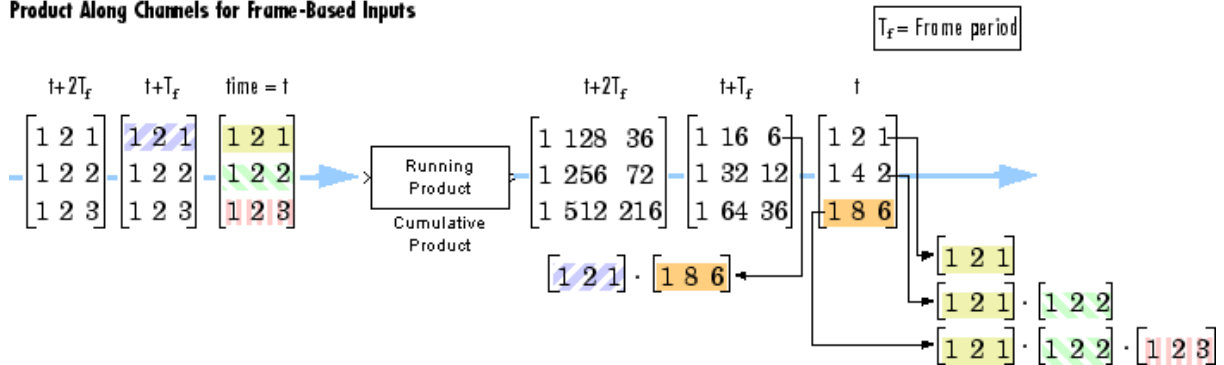 Product Along Channels for Frame-Based Inputs
T_f = Frame period
t+2T_f t+T_f time = t t+2T_f t+T_f t
1 2 1 1 2 1 1 2 1 1 128 36 1 16 6 1 2 1
1 2 2 1 2 2 1 2 2 Running Product 1 256 72 1 32 12 1 4 2
1 2 3 1 2 3 1 2 3 1 512 216 1 64 36 1 8 6
Cumulative
Product
[1 2 1] · [1 8 6]
[1 2 1]
[1 2 1] · [1 2 2]
[1 2 1] · [1 2 2] · [1 2 3]